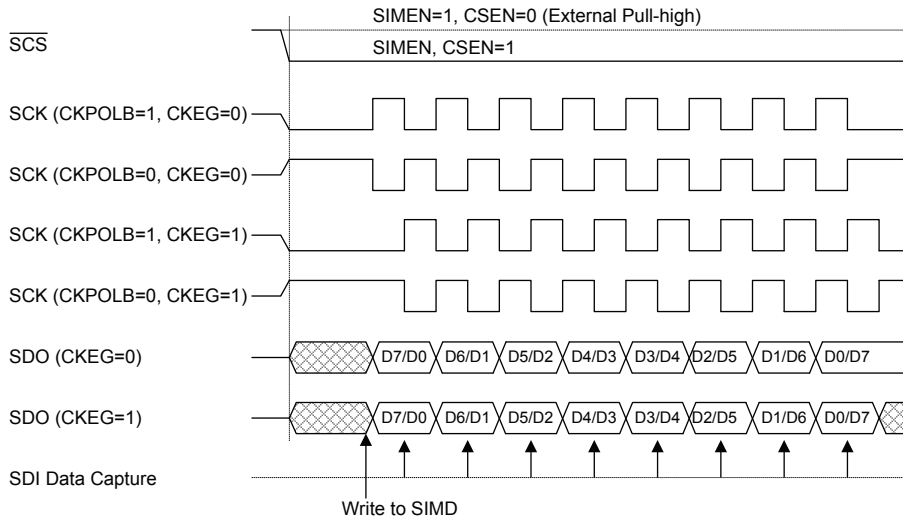 SIMEN=1, CSEN=0 (External Pull-high)
SCS
SIMEN, CSEN=1
SCK (CKPOLB=1, CKEG=0)
SCK (CKPOLB=0, CKEG=0)
SCK (CKPOLB=1, CKEG=1)
SCK (CKPOLB=0, CKEG=1)
SDO (CKEG=0) D7/D0 D6/D1 D5/D2 D4/D3 D3/D4 D2/D5 D1/D6 D0/D7
SDO (CKEG=1) D7/D0 D6/D1 D5/D2 D4/D3 D3/D4 D2/D5 D1/D6 D0/D7
SDI Data Capture
Write to SIMD